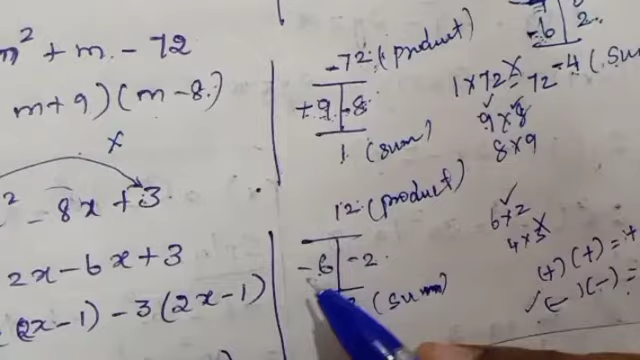 m² + m - 72
m+9)(m-8)
x
² - 8x + 3
2x - 6x + 3
(2x-1) - 3(2x-1)
-72 (product)
+9 -8
1 (sum)
12 (product)
-6 -2
(sum)
-6 2
-4 (su
1×72 × = 72
9×8
8×9
6×2
4×3 ×
(+)(+) = +
(-)(-) =